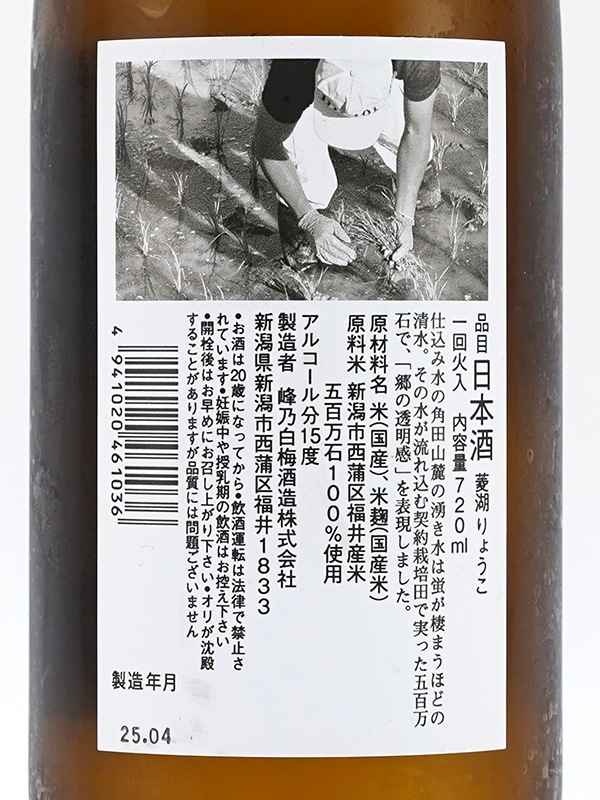 品目 日本酒 菱湖 りょうこ
一回火入 内容量720ml
仕込み水の角田山麓の湧き水は蛍が棲まうほどの
清水。その水が流れ込む契約栽培田で実った五百万
石で、「郷の透明感」を表現しました。
原材料名 米(国産)、米麹(国産米)
原料米 新潟市西蒲区福井産米
五百万石100%使用
アルコール分15度
製造者 峰乃白梅酒造株式会社
新潟県新潟市西蒲区福井1833
●お酒は20歳になってから●飲酒運転は法律で禁止さ
れています●妊娠中や授乳期の飲酒はお控え下さい
●開栓後はお早めにお召し上がり下さい●オリが沈殿
することがありますが品質には問題ございません
4941020461036
製造年月
25.04